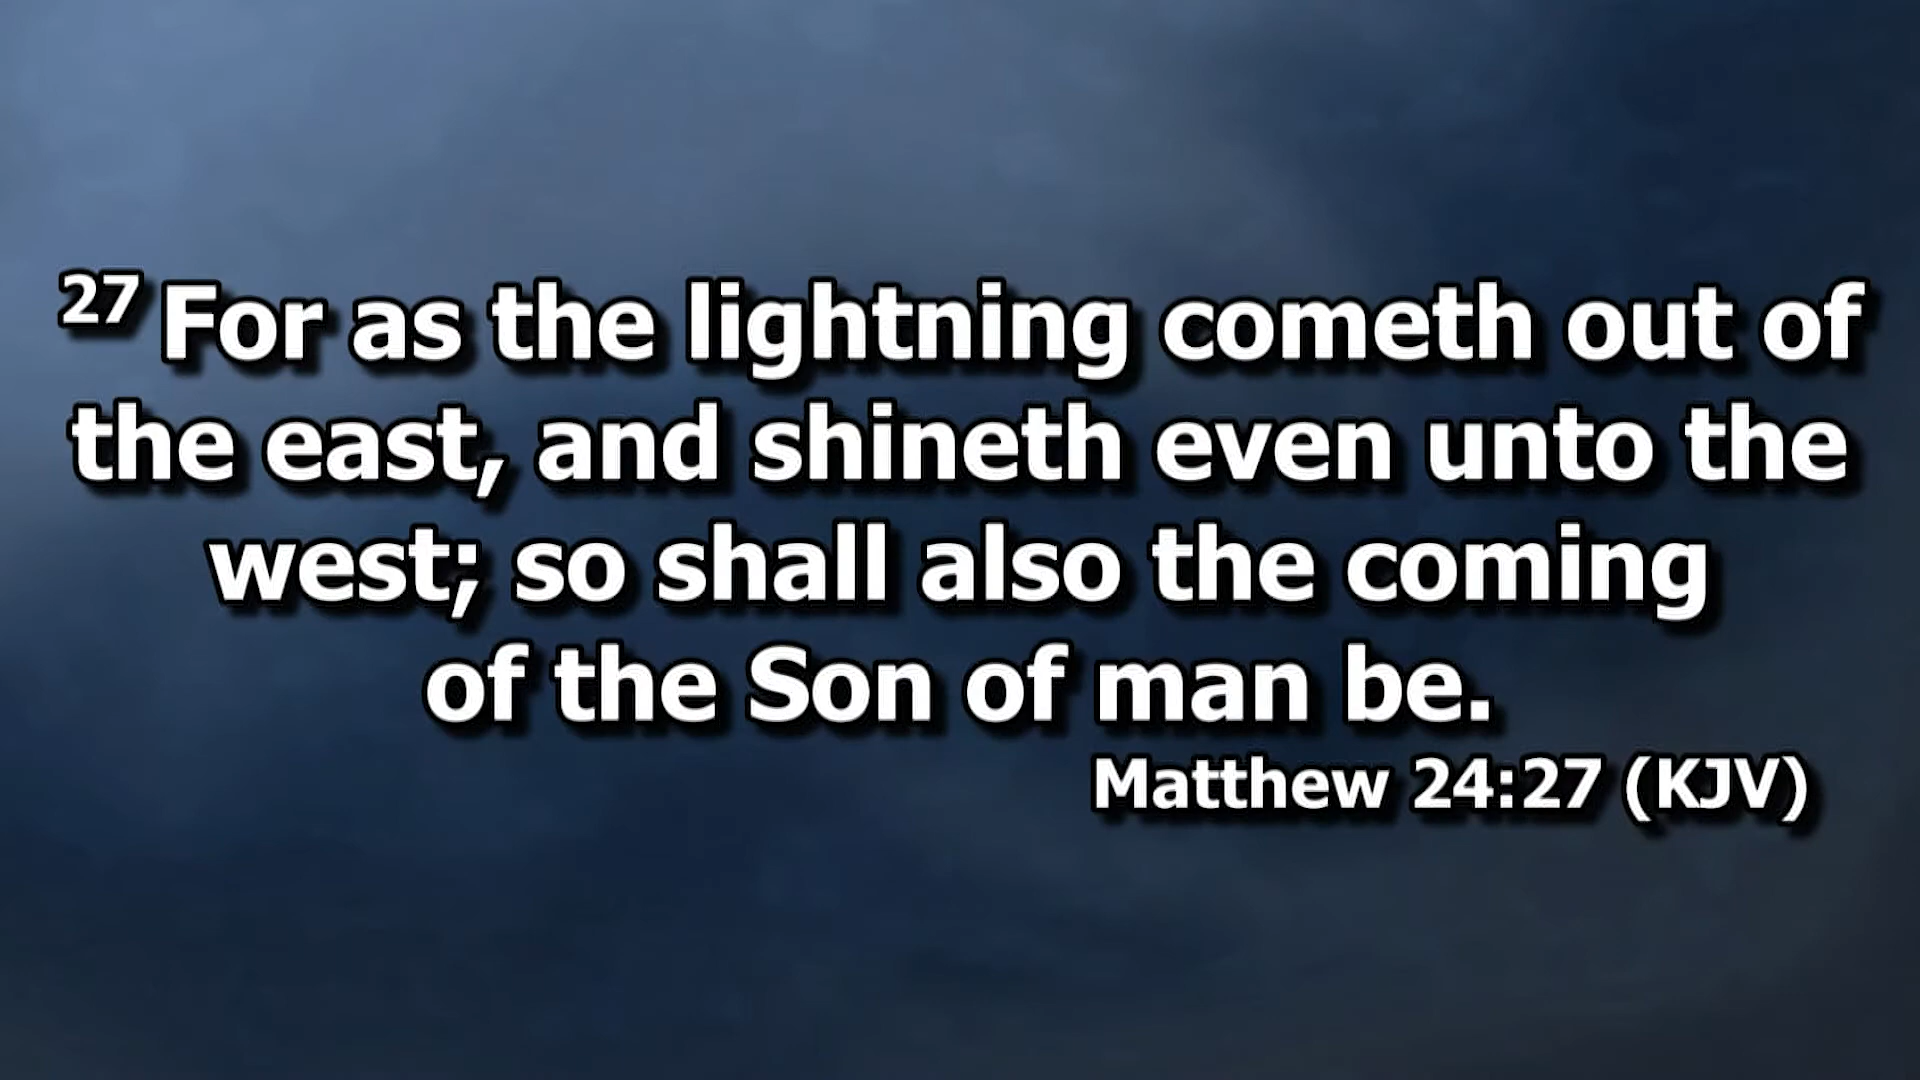 27 For as the lightning cometh out of
the east, and shineth even unto the
west; so shall also the coming
of the Son of man be.
Matthew 24:27 (KJV)